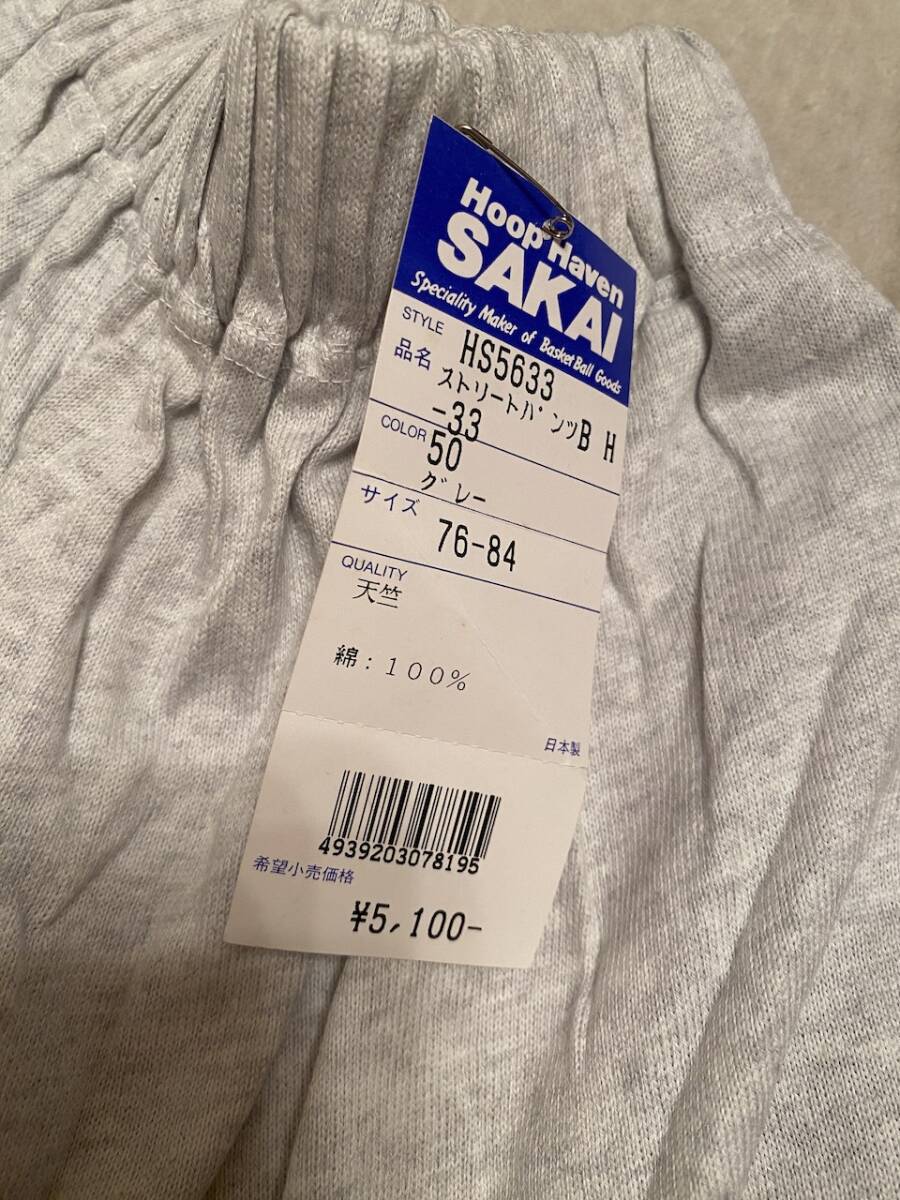 Hoop Haven
SAKAI
Speciality Maker of BasketBall Goods
STYLE HS5633
品名 ストリートパンツB H
-33
COLOR 50
グレー
サイズ 76-84
QUALITY
天竺
綿：１００％
日本製
4939203078195
希望小売価格
¥5,100-